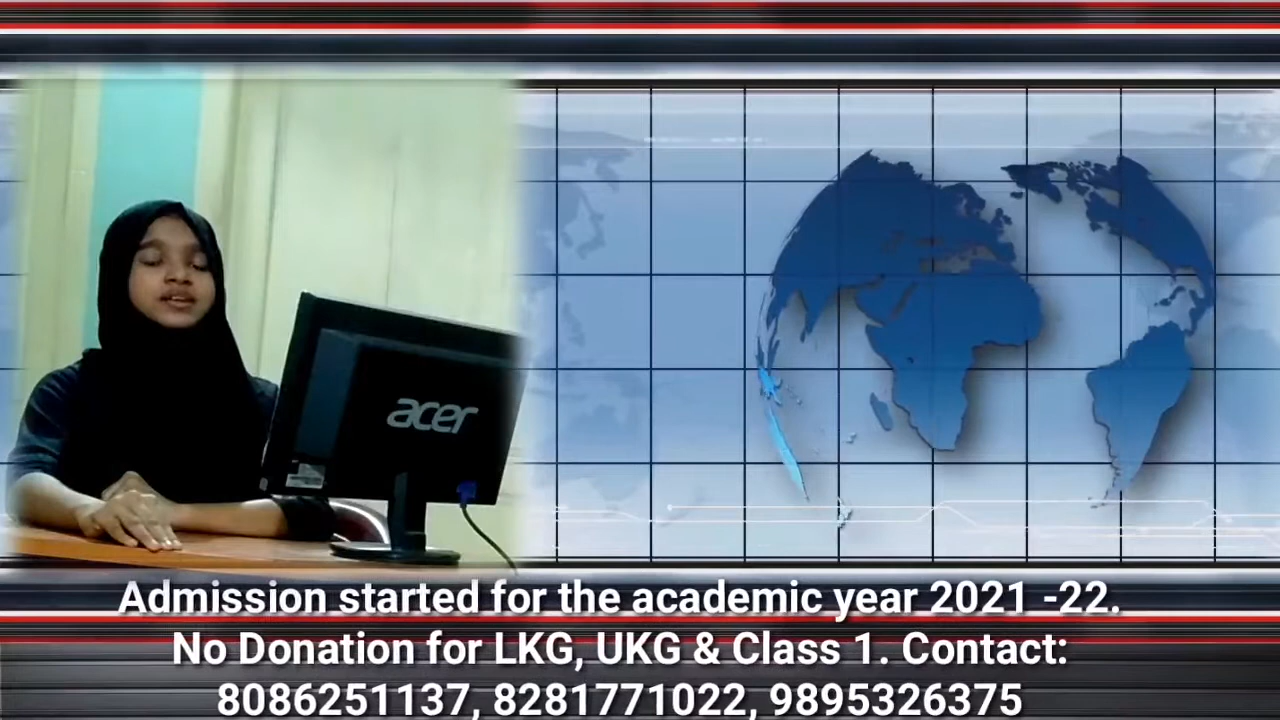 acer
Admission started for the academic year 2021 -22.
No Donation for LKG, UKG & Class 1. Contact:
8086251137, 8281771022, 9895326375